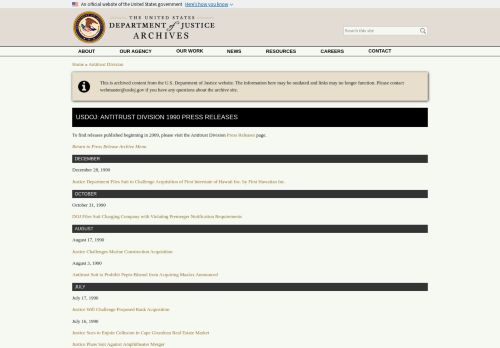 An official website of the United States government Here's how you know
THE UNITED STATES
DEPARTMENT of JUSTICE
ARCHIVES
Search this site
ABOUT OUR AGENCY OUR WORK NEWS RESOURCES CAREERS CONTACT
Home » Antitrust Division
This is archived content from the U.S. Department of Justice website. The information here may be outdated and links may no longer function. Please contact
webmaster@usdoj.gov if you have any questions about the archive site.
USDOJ: ANTITRUST DIVISION 1990 PRESS RELEASES
To find releases published beginning in 2009, please visit the Antitrust Division Press Releases page.
Return to Press Release Archive Menu
DECEMBER
December 28, 1990
Justice Department Files Suit to Challenge Acquisition of First Interstate of Hawaii Inc. by First Hawaiian Inc.
OCTOBER
October 31, 1990
DOJ Files Suit Charging Company with Violating Premerger Notification Requirements
AUGUST
August 17, 1990
Justice Challenges Marine Construction Acquisition
August 3, 1990
Antitrust Suit to Prohibit Pepsi Blound from Acquiring Maxixs Announced
JULY
July 17, 1990
Justice Will Challenge Proposed Bank Acquisition
July 16, 1990
Justice Sues to Enjoin Collusion in Cape Girardeau Real Estate Market
Justice Plans Suit Against Amphitheater Merger